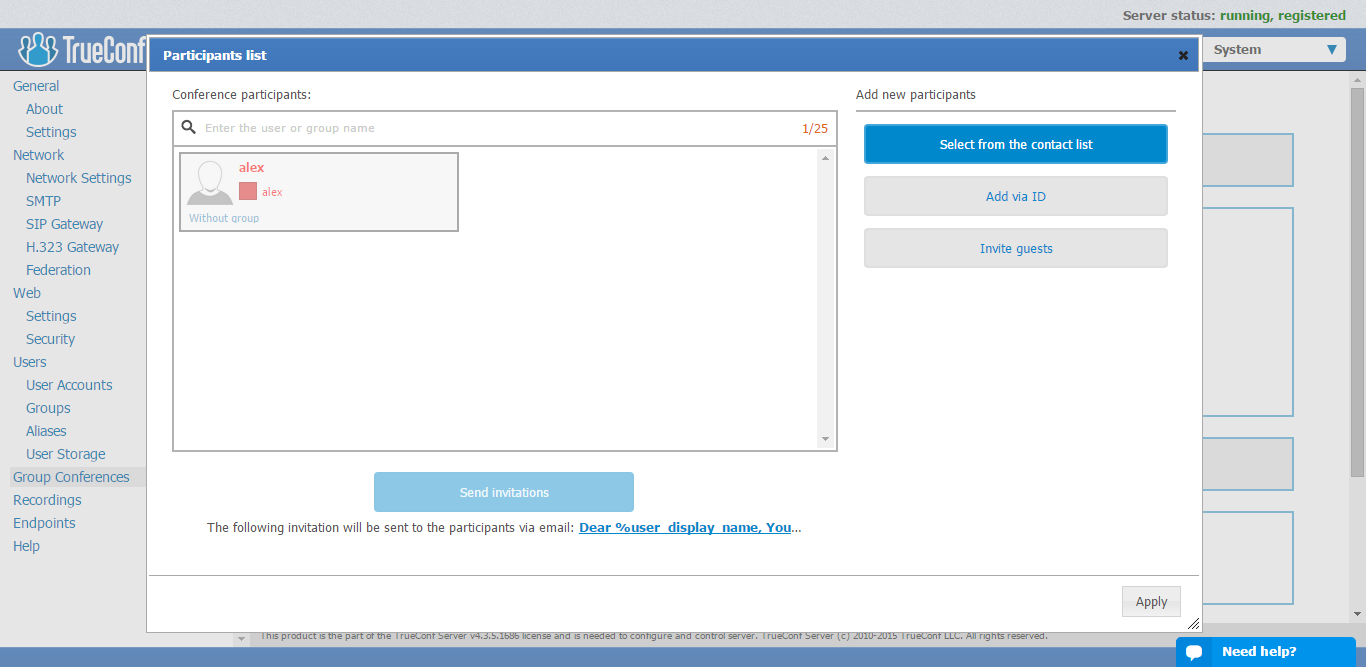 Server status: running, registered
TrueConf
Participants list
System
General
About
Settings
Network
Network Settings
SMTP
SIP Gateway
H.323 Gateway
Federation
Web
Settings
Security
Users
User Accounts
Groups
Aliases
User Storage
Group Conferences
Recordings
Endpoints
Help
Conference participants:
Enter the user or group name
1/25
alex
alex
Without group
Send invitations
The following invitation will be sent to the participants via email: Dear %user_display_name, You...
Add new participants
Select from the contact list
Add via ID
Invite guests
Apply
This product is the part of the TrueConf Server v4.3.5.1686 license and is needed to configure and control server. TrueConf Server (c) 2010-2015 TrueConf LLC. All rights reserved.
Need help?